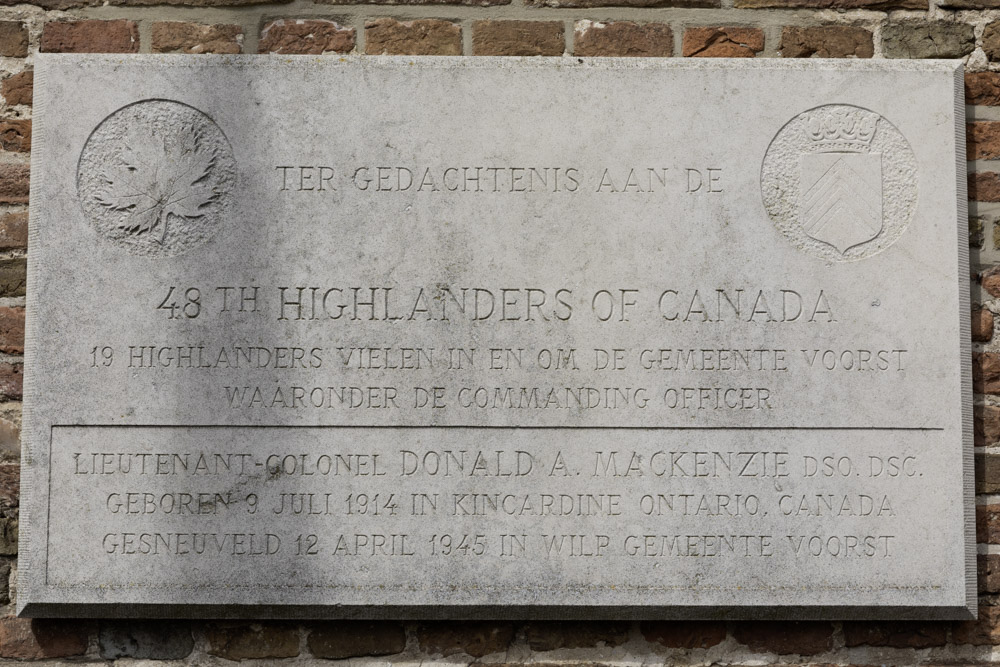 TER GEDACHTENIS AAN DE
48TH HIGHLANDERS OF CANADA
19 HIGHLANDERS VIELEN IN EN OM DE GEMEENTE VOORST
WAARONDER DE COMMANDING OFFICER
LIEUTENANT-COLONEL DONALD A. MACKENZIE DSO. DSC.
GEBOREN 9 JULI 1914 IN KINCARDINE ONTARIO, CANADA
GESNEUVELD 12 APRIL 1945 IN WILP GEMEENTE VOORST